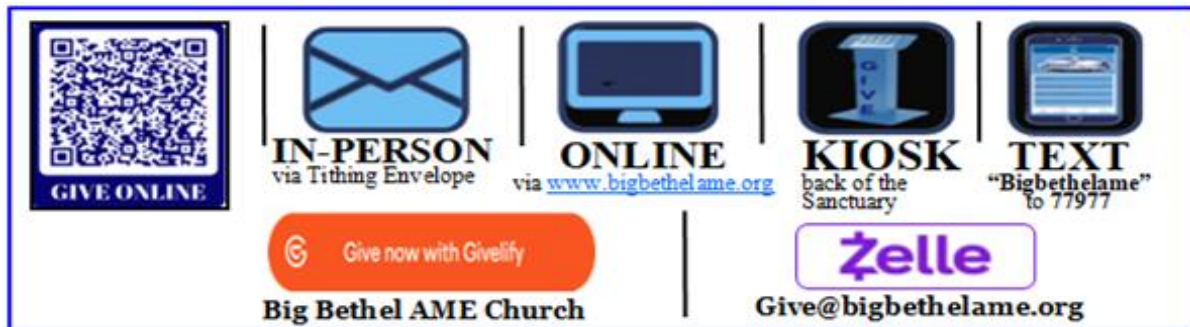 GIVE ONLINE
IN-PERSON
via Tithing Envelope
ONLINE
via www.bigbethelame.org
GIVE
KIOSK
back of the
Sanctuary
TEXT
“Bigbethelame”
to 77977
Give now with Givelify
Big Bethel AME Church
Zelle
Give@bigbethelame.org